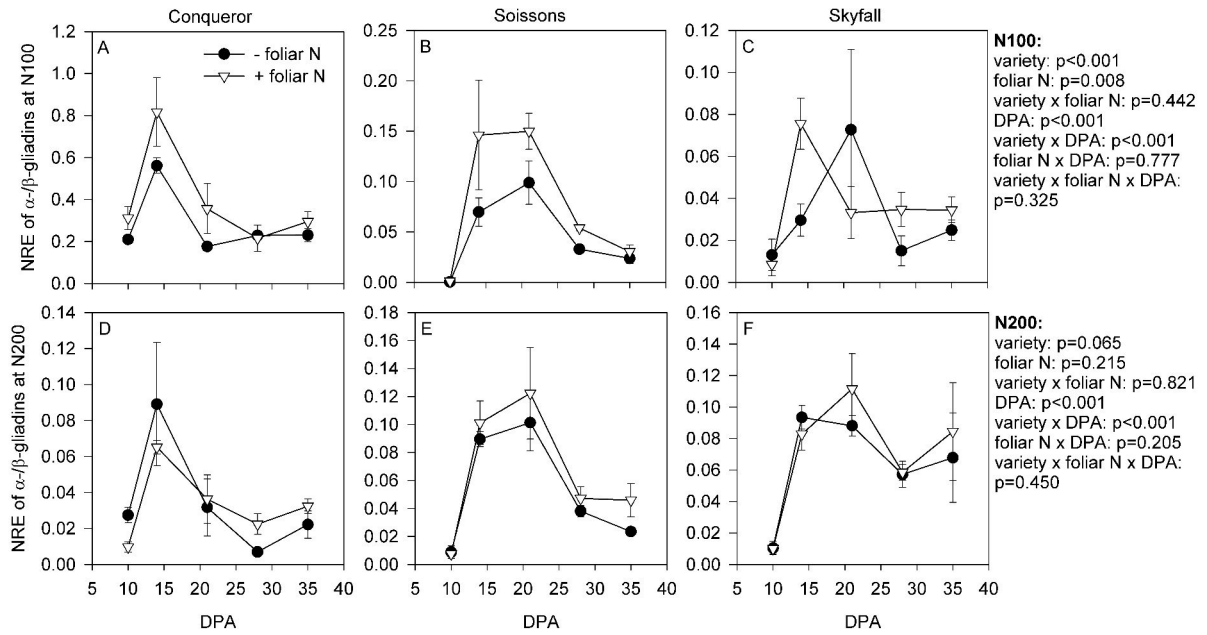 Conqueror
Soissons
Skyfall
NRE of α-/β-gliadins at N100
1.2
1.0
0.8
0.6
0.4
0.2
0.0
A
- foliar N
+ foliar N
0.25
0.20
0.15
0.10
0.05
0.00
B
0.12
0.10
0.08
0.06
0.04
0.02
0.00
C
N100:
variety: p<0.001
foliar N: p=0.008
variety x foliar N: p=0.442
DPA: p<0.001
variety x DPA: p<0.001
foliar N x DPA: p=0.777
variety x foliar N x DPA:
p=0.325
NRE of α-/β-gliadins at N200
0.14
0.12
0.10
0.08
0.06
0.04
0.02
0.00
D
5 10 15 20 25 30 35 40
DPA
0.18
0.16
0.14
0.12
0.10
0.08
0.06
0.04
0.02
0.00
E
5 10 15 20 25 30 35 40
DPA
0.18
0.16
0.14
0.12
0.10
0.08
0.06
0.04
0.02
0.00
F
5 10 15 20 25 30 35 40
DPA
N200:
variety: p=0.065
foliar N: p=0.215
variety x foliar N: p=0.821
DPA: p<0.001
variety x DPA: p<0.001
foliar N x DPA: p=0.205
variety x foliar N x DPA:
p=0.450